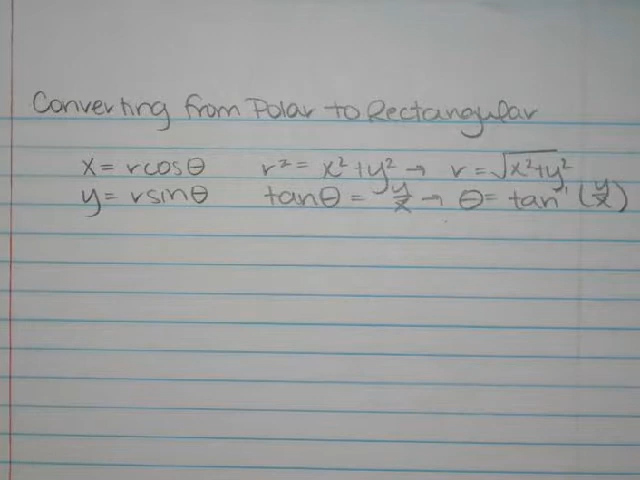 Converting from Polar to Rectangular
x = rcosθ r² = x² + y² → r = √x²+y²
y = rsinθ tanθ = y/x → θ = tan⁻¹ (y/x)